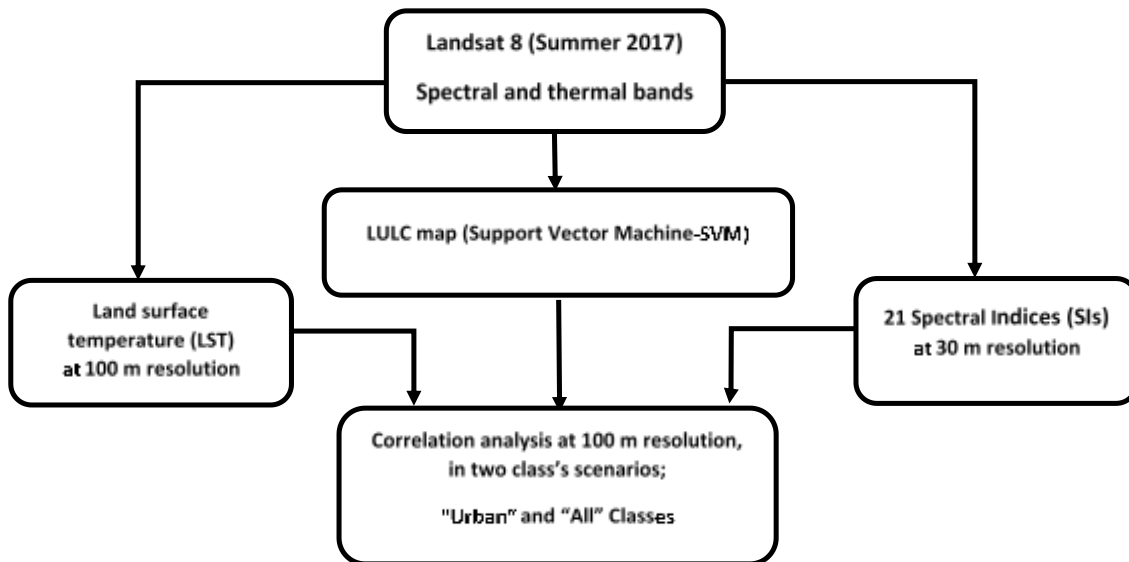 Landsat 8 (Summer 2017)
Spectral and thermal bands
LULC map (Support Vector Machine-SVM)
Land surface
temperature (LST)
at 100 m resolution
21 Spectral Indices (SIs)
at 30 m resolution
Correlation analysis at 100 m resolution,
in two class's scenarios;
"Urban” and “All” Classes